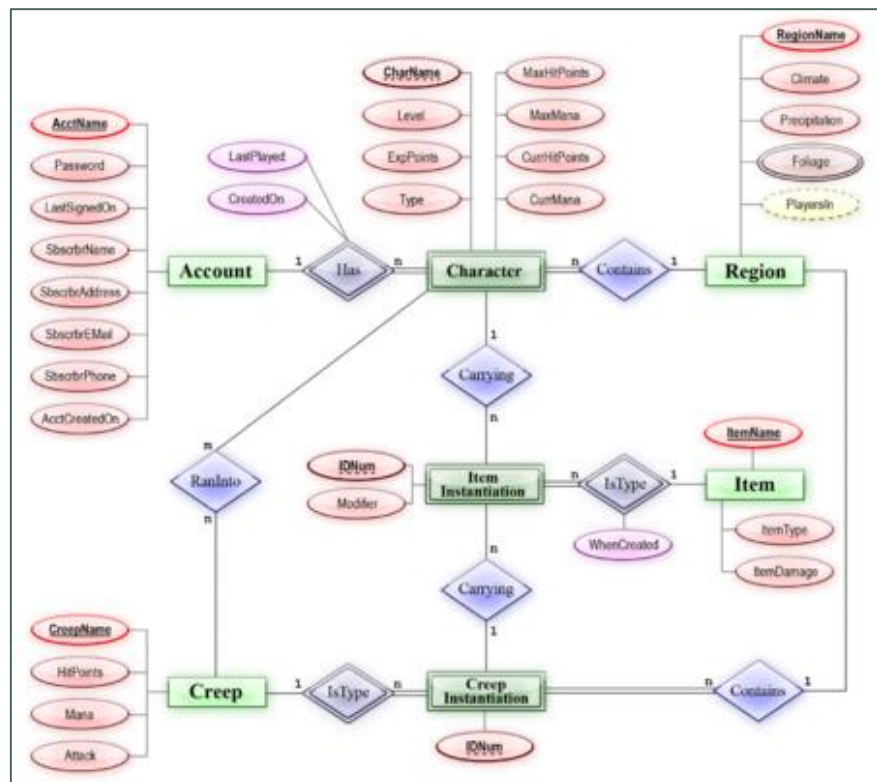 RegionName
CharName
MaxHitPoints
Climate
AcctName
Level
MaxMana
Precipitation
Password
LastPlayed
ExpPoints
CurrHitPoints
Foliage
LastSignedOn
CreatedOn
Type
CurrMana
PlayersIn
SbscrbrName
Account
1
Has
n
Character
n
Contains
1
Region
SbscrbrAddress
SbscrbrEMail
1
SbscrbrPhone
Carrying
AcctCreatedOn
m
n
ItemName
RanInto
IDNum
Item
Instantiation
n
IsType
1
Item
n
Modifier
n
WhenCreated
ItemType
ItemDamage
Carrying
CreepName
1
HitPoints
Creep
1
IsType
n
Creep
Instantiation
n
Contains
1
Mana
Attack
IDNum